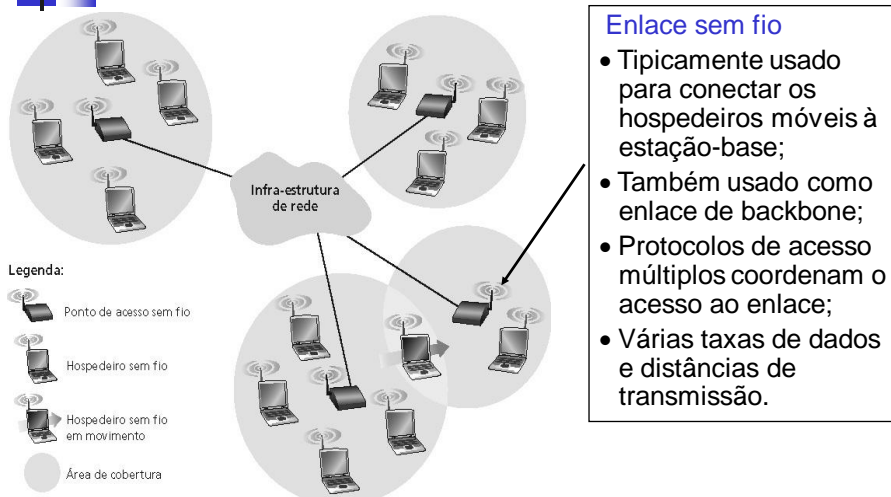 Infra-estrutura
de rede
Legenda:
Ponto de acesso sem fio
Hospedeiro sem fio
Hospedeiro sem fio
em movimento
Área de cobertura
Enlace sem fio
• Tipicamente usado
para conectar os
hospedeiros móveis à
estação-base;
• Também usado como
enlace de backbone;
• Protocolos de acesso
múltiplos coordenam o
acesso ao enlace;
• Várias taxas de dados
e distâncias de
transmissão.